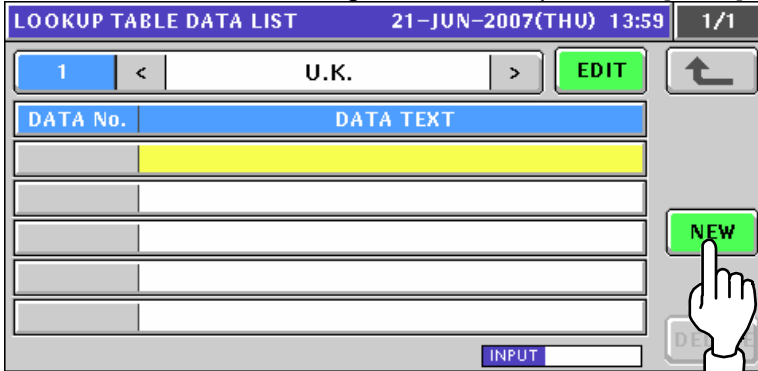 LOOKUP TABLE DATA LIST 21-JUN-2007(THU) 13:59 1/1
1 < U.K. > EDIT
DATA No. DATA TEXT
NEW
INPUT